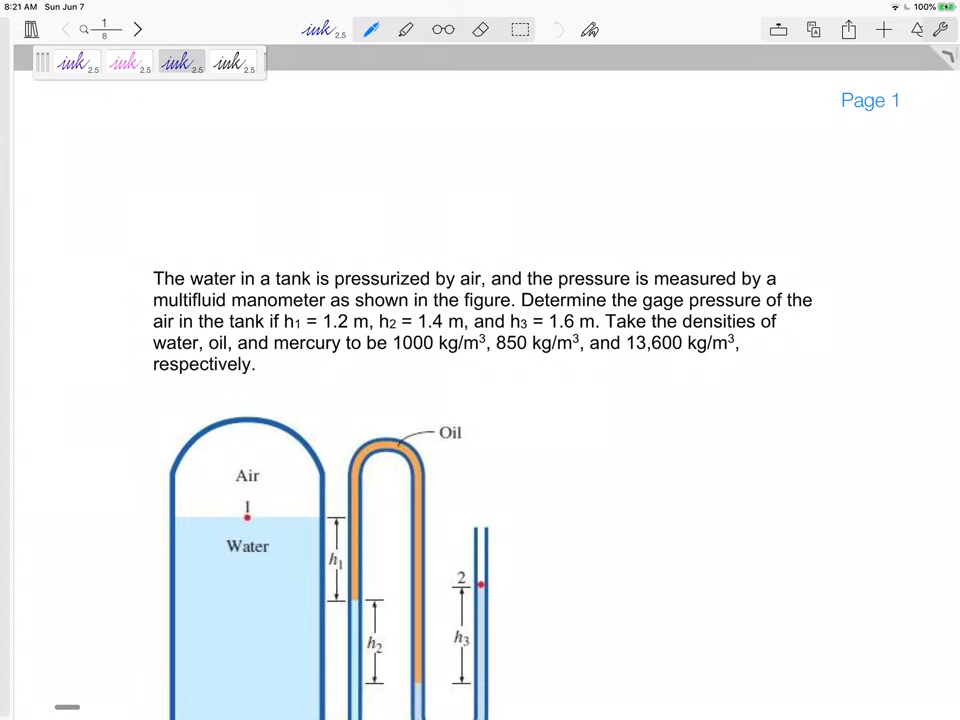 8:21 AM Sun Jun 7
100%
1
8
ink 2.5
ink 2.5
ink 2.5
ink 2.5
ink 2.5
Page 1
The water in a tank is pressurized by air, and the pressure is measured by a
multifluid manometer as shown in the figure. Determine the gage pressure of the
air in the tank if h₁ = 1.2 m, h₂ = 1.4 m, and h₃ = 1.6 m. Take the densities of
water, oil, and mercury to be 1000 kg/m³, 850 kg/m³, and 13,600 kg/m³,
respectively.
Oil
Air
1
Water
h₁
2
h₂
h₃